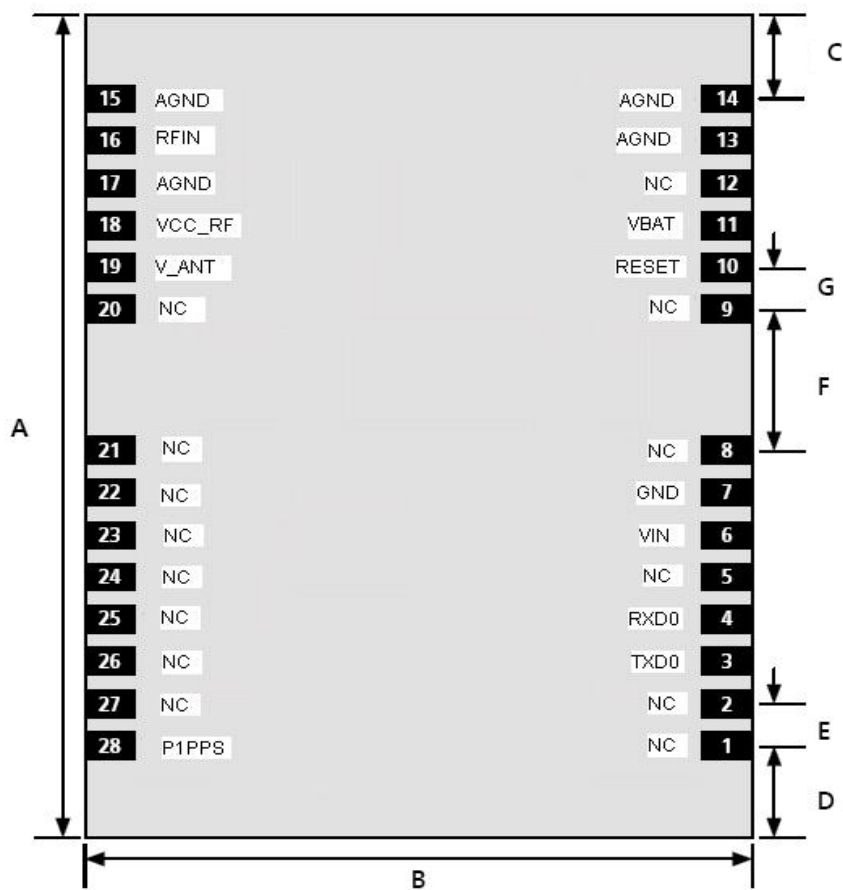 C
15 AGND AGND 14
16 RFIN AGND 13
17 AGND NC 12
18 VCC_RF VBAT 11
19 V_ANT RESET 10
G
20 NC NC 9
F
A
21 NC NC 8
22 NC GND 7
23 NC VIN 6
24 NC NC 5
25 NC RXD0 4
26 NC TXD0 3
27 NC NC 2
E
28 P1PPS NC 1
D
B